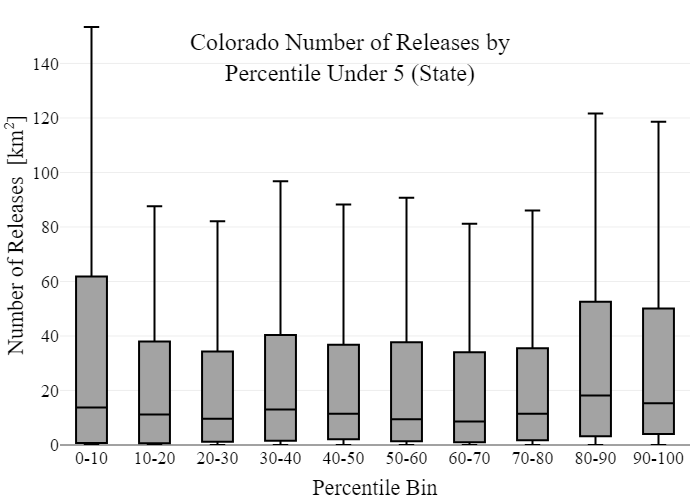 Colorado Number of Releases by
Percentile Under 5 (State)
Number of Releases [km²]
140
120
100
80
60
40
20
0
0-10 10-20 20-30 30-40 40-50 50-60 60-70 70-80 80-90 90-100
Percentile Bin